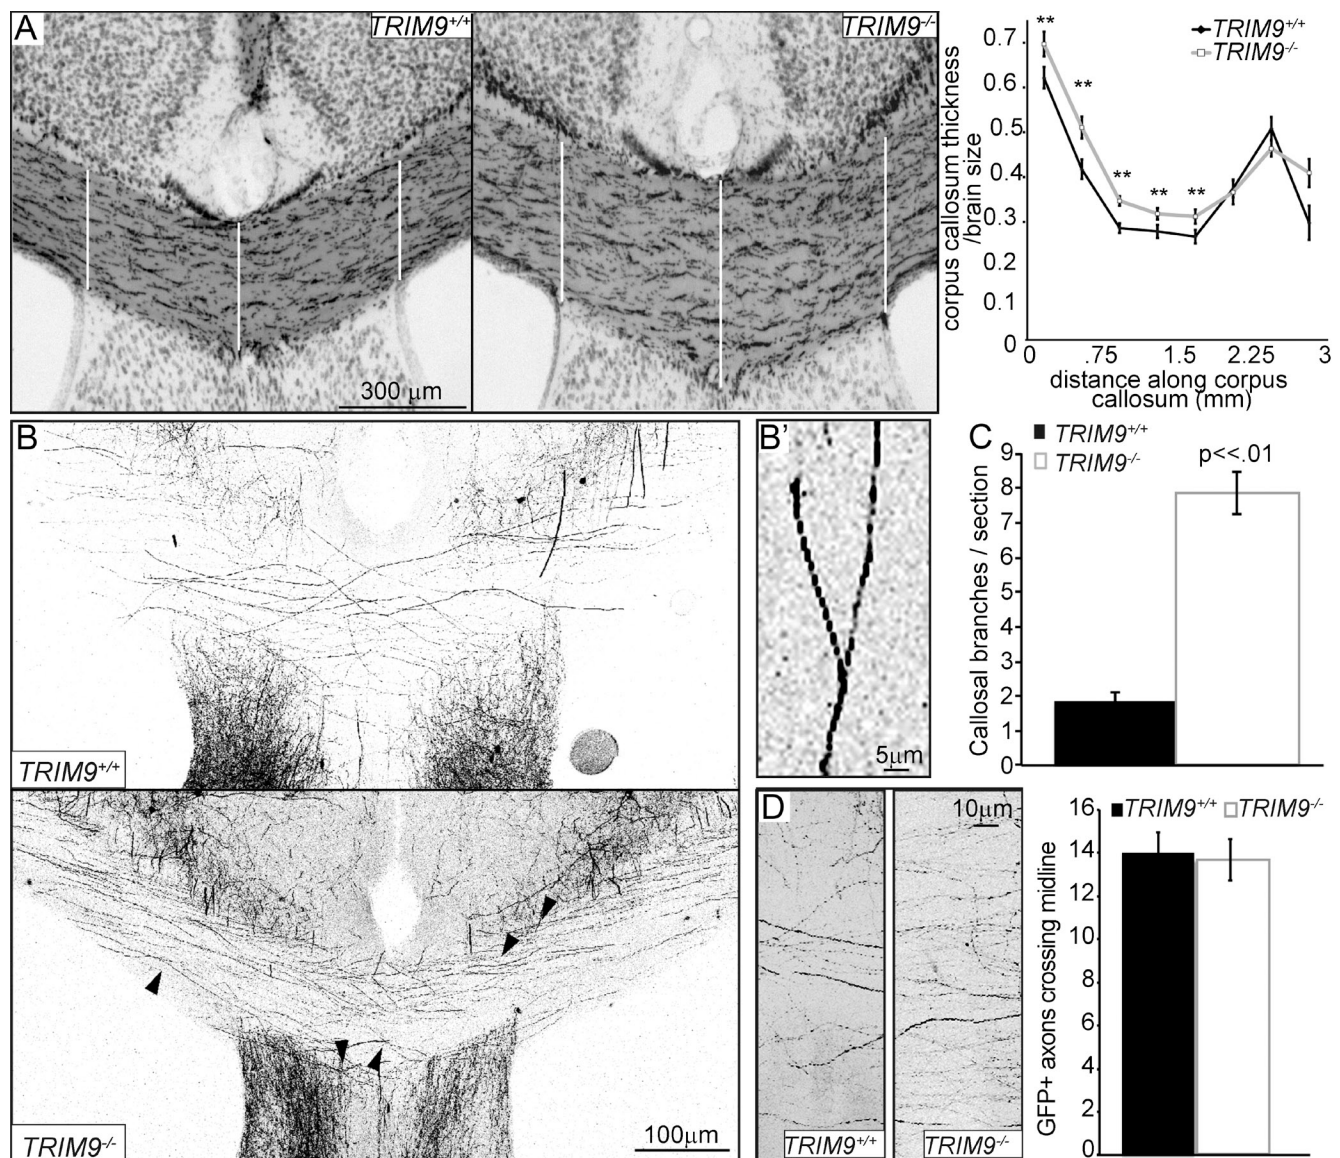 A
TRIM9+/+
TRIM9-/-
300 μm
corpus callosum thickness
/brain size
0.7
0.6
0.5
0.4
0.3
0.2
0.1
0
TRIM9+/+
TRIM9-/-
**
**
**
**
**
0 .75 1.5 2.25 3
distance along corpus
callosum (mm)
B
TRIM9+/+
TRIM9-/-
100μm
B'
5μm
C
TRIM9+/+
TRIM9-/-
p<<.01
Callosal branches / section
9
8
7
6
5
4
3
2
1
0
D
10μm
TRIM9+/+
TRIM9-/-
TRIM9+/+
TRIM9-/-
GFP+ axons crossing midline
16
14
12
10
8
6
4
2
0